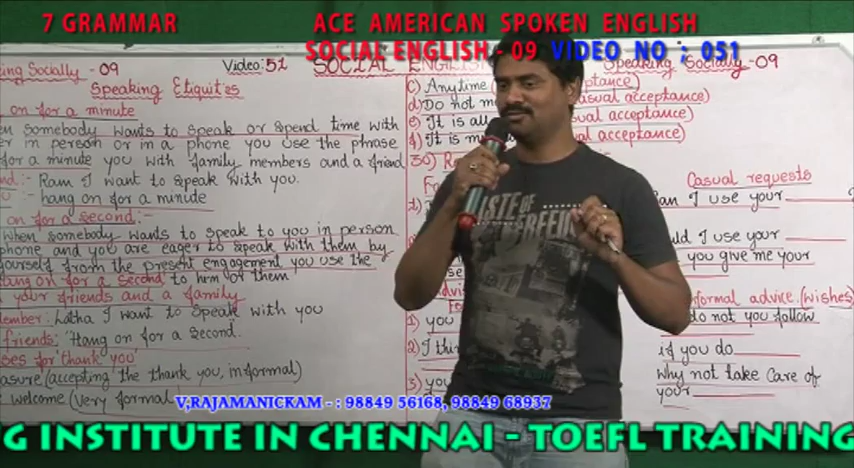 7 GRAMMAR
ACE AMERICAN SPOKEN ENGLISH
SOCIAL ENGLISH - 09 VIDEO NO ; 051
Socially -09
Video: 51
SOCIAL ENGLISH
Speaking Socially -09
Speaking Etiquites
on for a minute
somebody wants to speak or spend time with
in person or in a phone you use the phrase
for a minute you with family members and a friend
Ram I want to speak with you.
hang on for a minute
on for a second:-
When somebody wants to speak to you in person
phone and you are eager to speak with them by
yourself from the present engagement you use the
hang on for a second to him or them
your friends and a family
Latha I want to speak with you
friends: 'Hang on for a second.
for 'thank you'
(accepting the thank you, informal)
welcome (very formal
c) Anytime
d) Do not
casual acceptance)
e) It is
casual acceptance)
f) It is
casual acceptance)
30)
Casual requests
I use your
I use your
you give me your
informal advice (wishes)
1) you
do not you follow
2) I
if you do
3) you
why not take care of
your
V;RAJAMANICKAM - : 98849 56168, 98849 68937
G INSTITUTE IN CHENNAI - TOEFL TRAINING